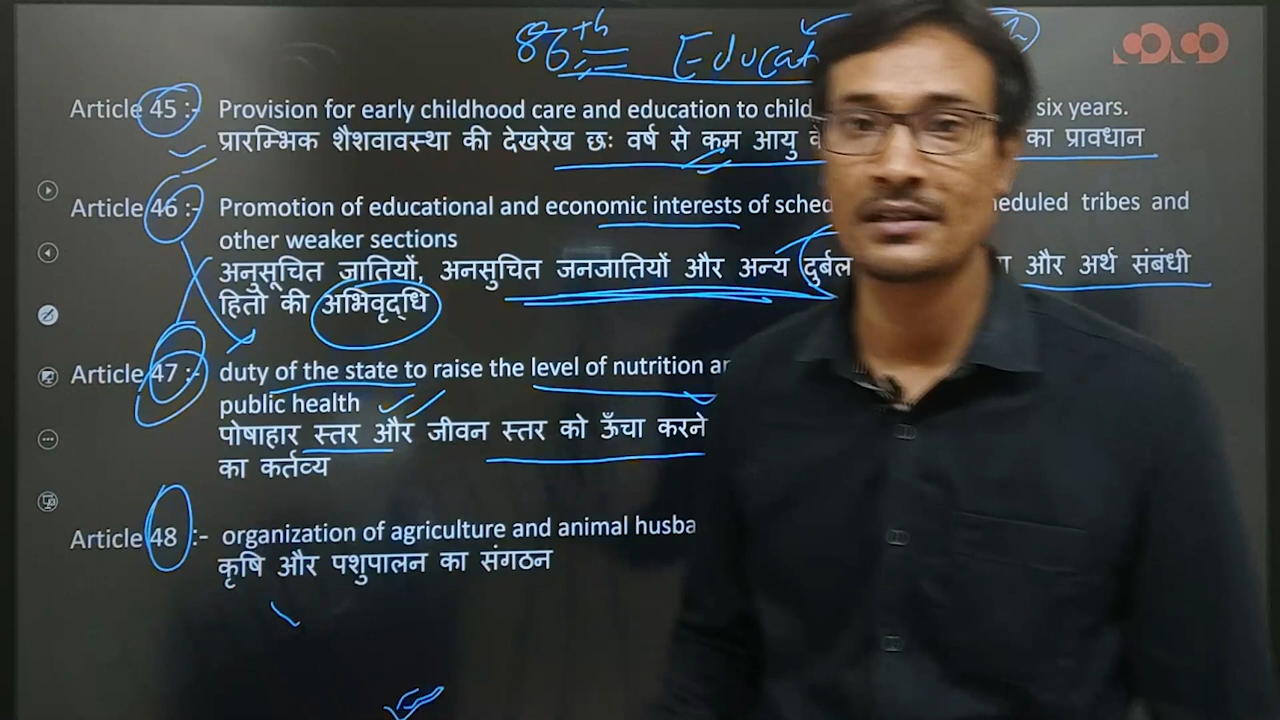 86th Educat
Article 45 :- Provision for early childhood care and education to child six years.
प्रारम्भिक शैशवावस्था की देखरेख छः वर्ष से कम आयु का प्रावधान
Article 46 :- Promotion of educational and economic interests of sched heduled tribes and
other weaker sections
अनुसूचित जातियों, अनसुचित जनजातियों और अन्य दुर्बल और अर्थ संबंधी
हितो की अभिवृद्धि
Article 47 :- duty of the state to raise the level of nutrition an
public health
पोषाहार स्तर और जीवन स्तर को ऊँचा करने
का कर्तव्य
Article 48 :- organization of agriculture and animal husba
कृषि और पशुपालन का संगठन